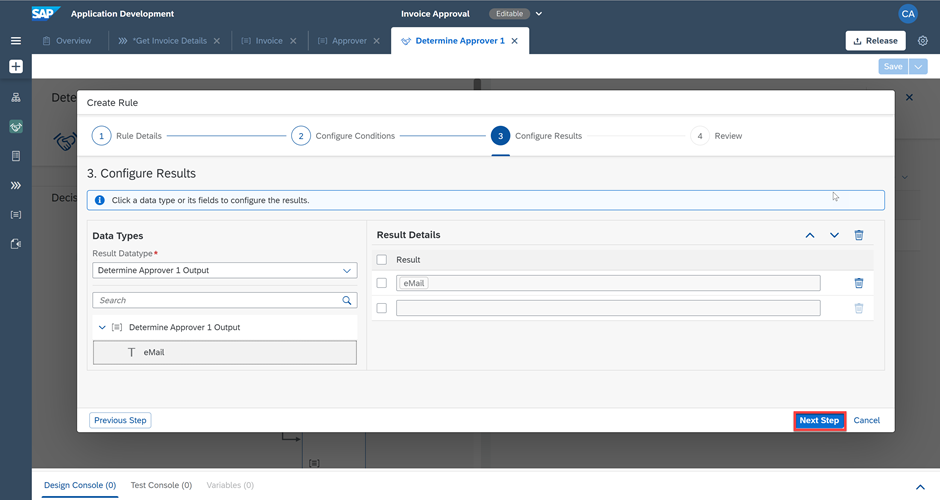 SAP Application Development Invoice Approval Editable CA
Overview *Get Invoice Details Invoice Approver Determine Approver 1 Release
Save
Dete
Create Rule
1 Rule Details 2 Configure Conditions 3 Configure Results 4 Review
3. Configure Results
Decis
Click a data type or its fields to configure the results.
Data Types
Result Datatype*
Determine Approver 1 Output
Search
Determine Approver 1 Output
T eMail
Result Details
Result
eMail
Previous Step Next Step Cancel
Design Console (0) Test Console (0) Variables (0)